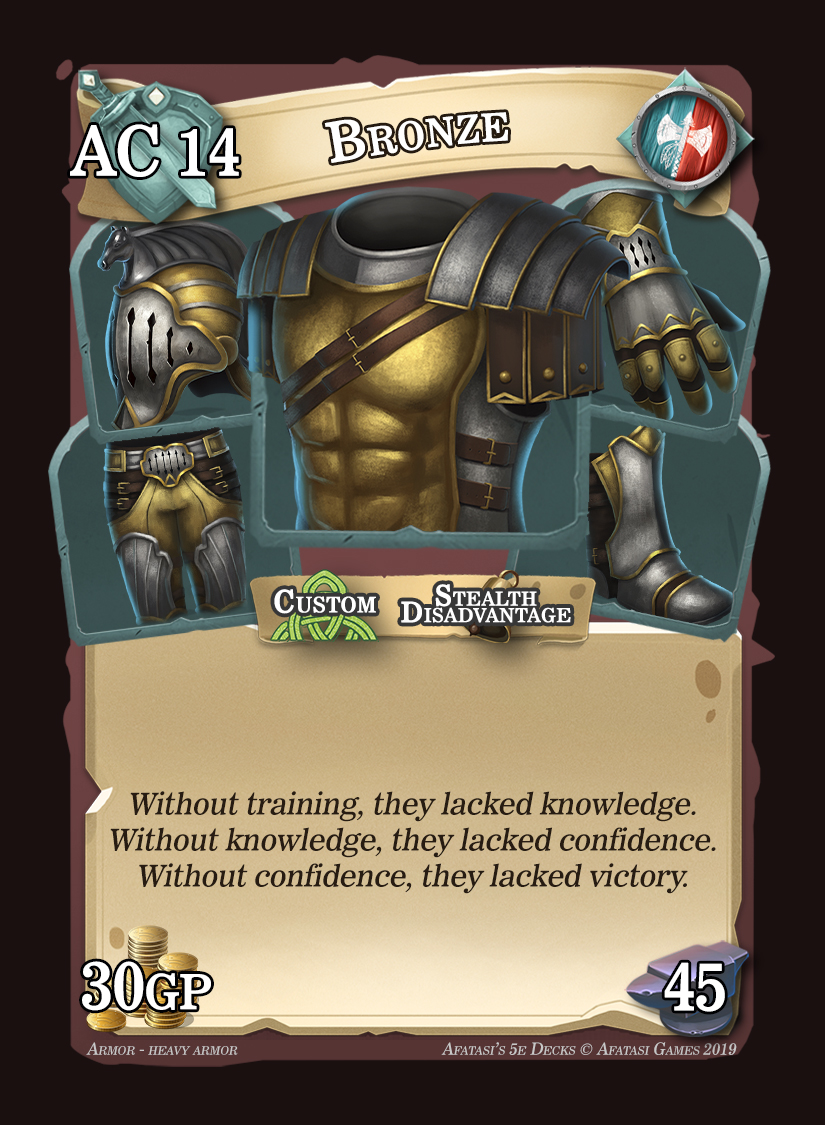 AC 14
Bronze
Custom
Stealth
Disadvantage
Without training, they lacked knowledge.
Without knowledge, they lacked confidence.
Without confidence, they lacked victory.
30GP
45
Armor - heavy armor
Afatasi's 5e Decks © Afatasi Games 2019